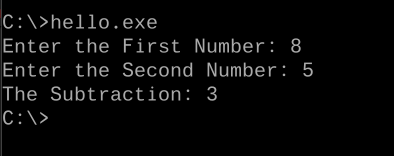 C:\>hello.exe
Enter the First Number: 8
Enter the Second Number: 5
The Subtraction: 3
C:\>